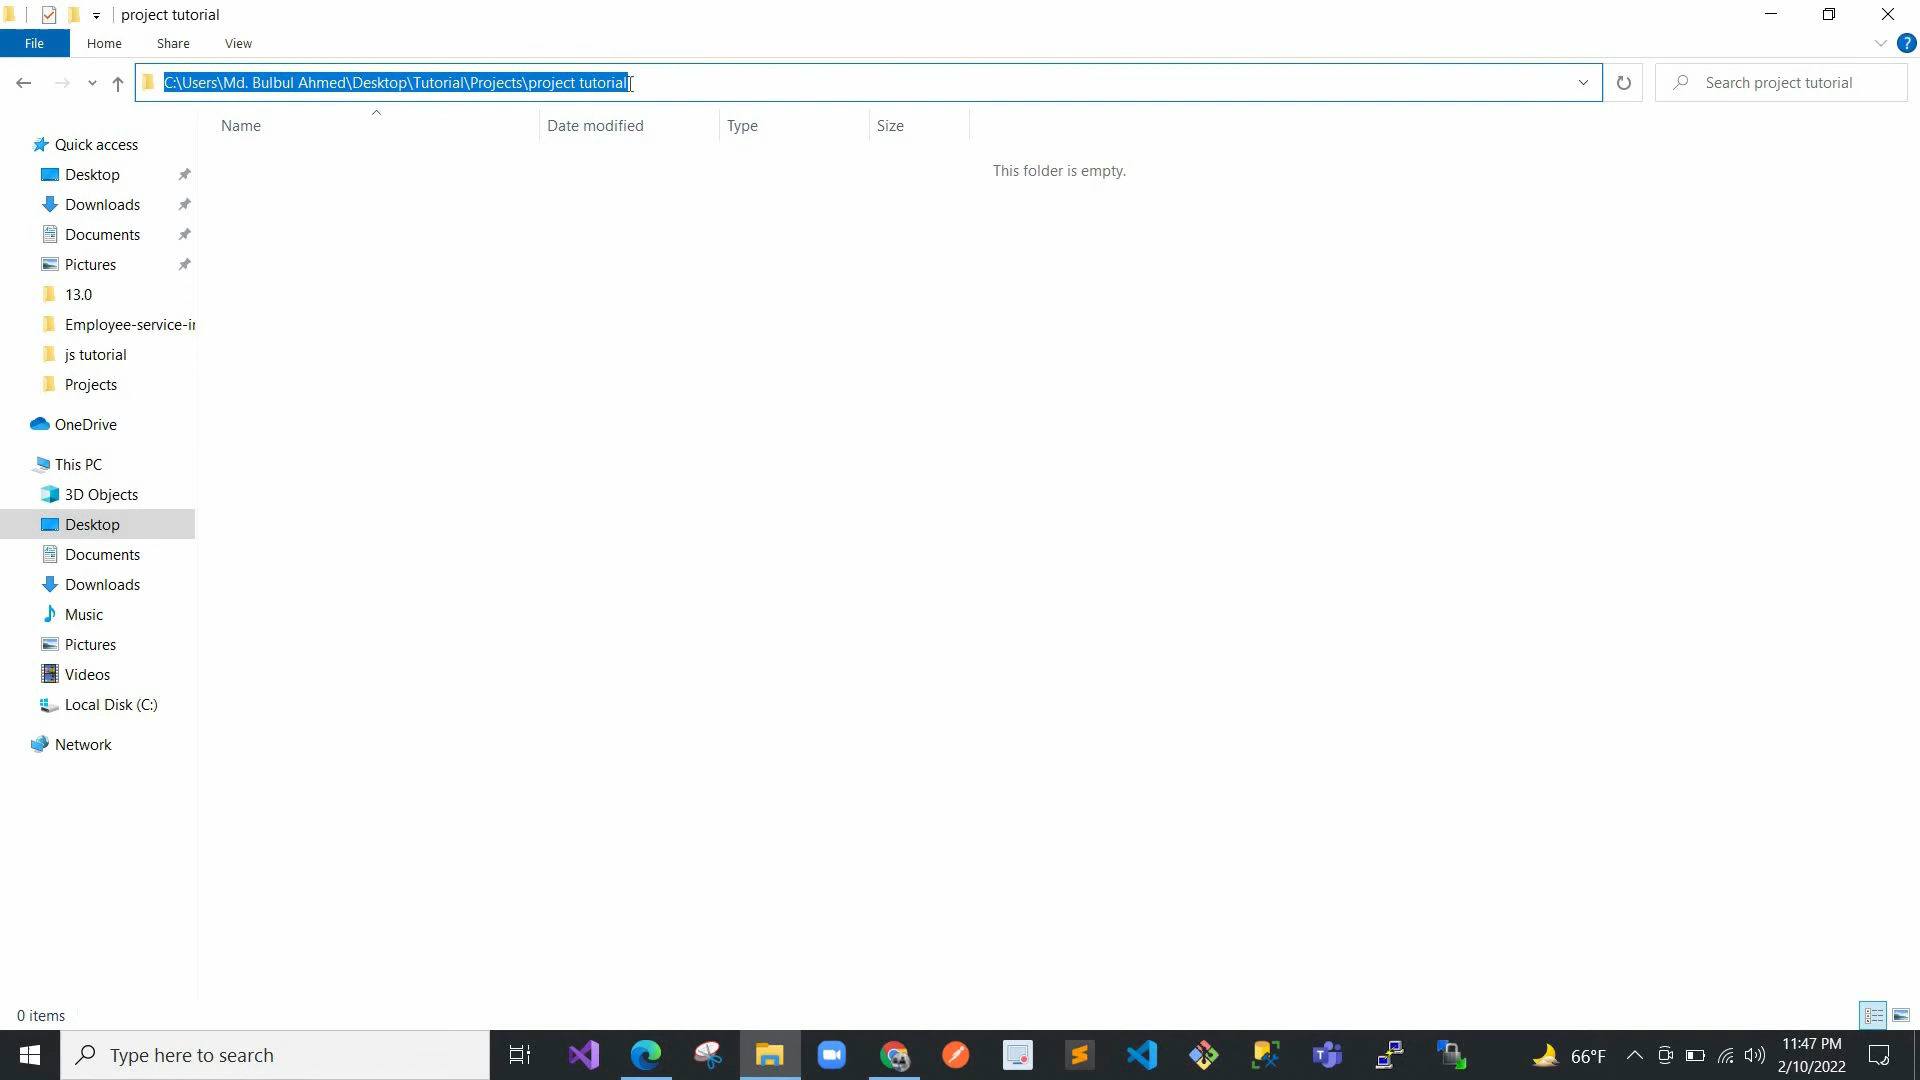 project tutorial
File Home Share View
C:\Users\Md. Bulbul Ahmed\Desktop\Tutorial\Projects\project tutorial
Search project tutorial
Name Date modified Type Size
This folder is empty.
Quick access
Desktop
Downloads
Documents
Pictures
13.0
Employee-service-in
js tutorial
Projects
OneDrive
This PC
3D Objects
Desktop
Documents
Downloads
Music
Pictures
Videos
Local Disk (C:)
Network
0 items
Type here to search
66°F
11:47 PM
2/10/2022